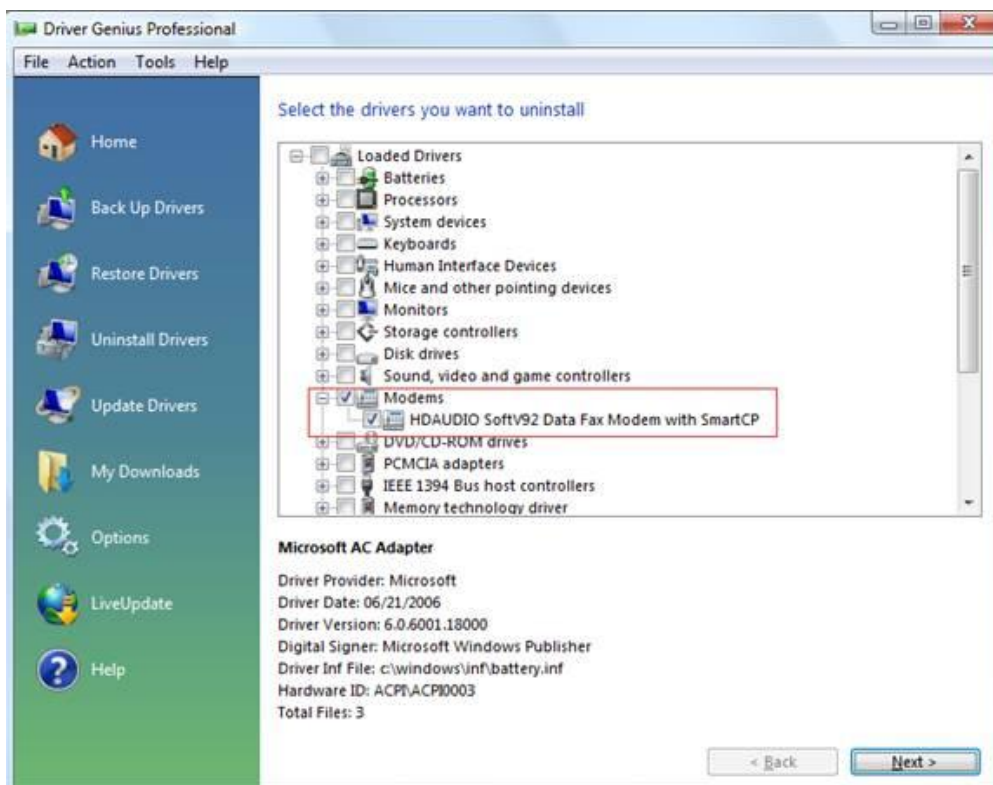 Driver Genius Professional
File Action Tools Help
Home
Back Up Drivers
Restore Drivers
Uninstall Drivers
Update Drivers
My Downloads
Options
LiveUpdate
Help
Select the drivers you want to uninstall
Loaded Drivers
Batteries
Processors
System devices
Keyboards
Human Interface Devices
Mice and other pointing devices
Monitors
Storage controllers
Disk drives
Sound, video and game controllers
Modems
HDAUDIO SoftV92 Data Fax Modem with SmartCP
DVD/CD-ROM drives
PCMCIA adapters
IEEE 1394 Bus host controllers
Memory technology driver
Microsoft AC Adapter
Driver Provider: Microsoft
Driver Date: 06/21/2006
Driver Version: 6.0.6001.18000
Digital Signer: Microsoft Windows Publisher
Driver Inf File: c:\windows\inf\battery.inf
Hardware ID: ACPI\ACPI0003
Total Files: 3
< Back Next >